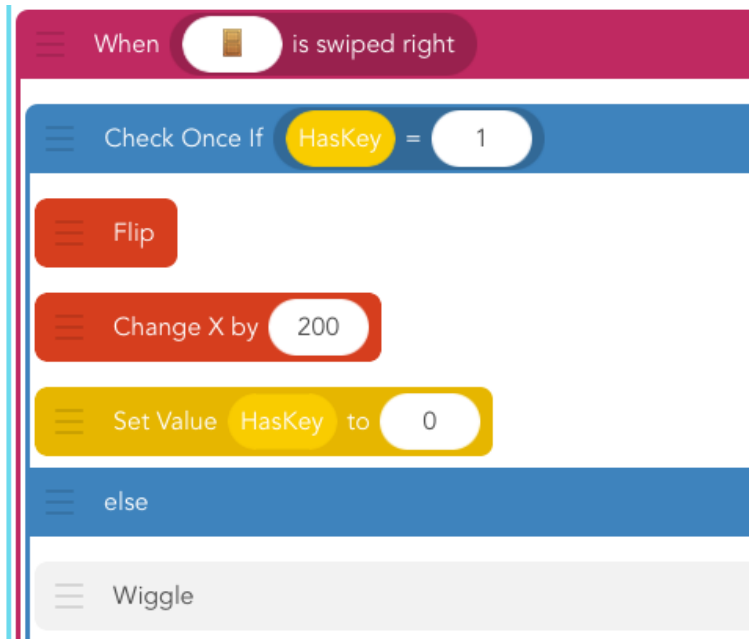 When is swiped right
Check Once If HasKey = 1
Flip
Change X by 200
Set Value HasKey to 0
else
Wiggle